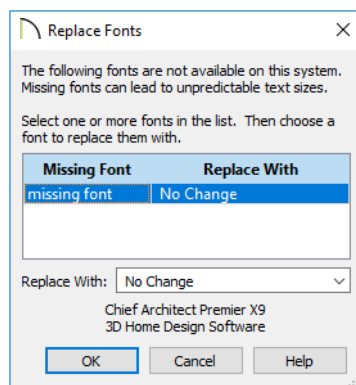 Replace Fonts
The following fonts are not available on this system.
Missing fonts can lead to unpredictable text sizes.
Select one or more fonts in the list. Then choose a
font to replace them with.
Missing Font Replace With
missing font No Change
Replace With: No Change
Chief Architect Premier X9
3D Home Design Software
OK Cancel Help